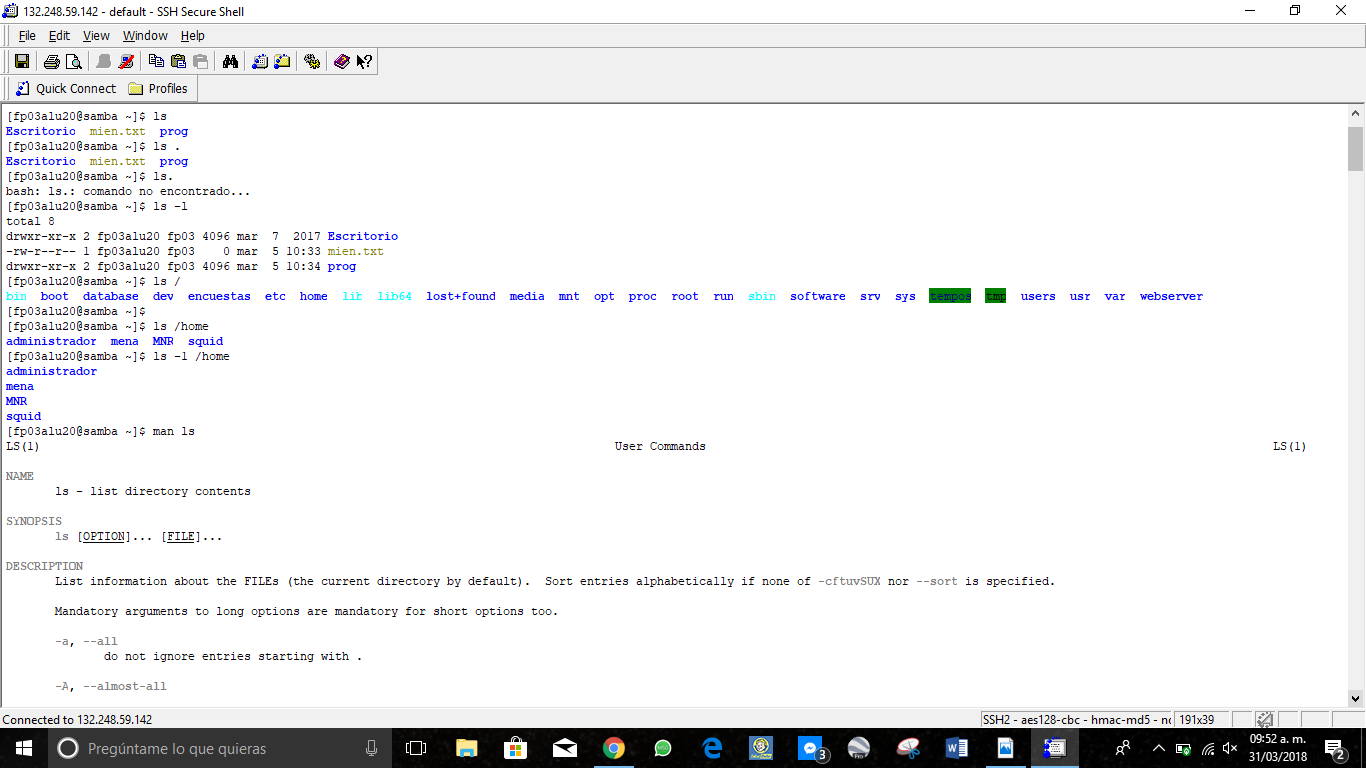 132.248.59.142 - default - SSH Secure Shell
File Edit View Window Help
Quick Connect Profiles
[fp03alu20@samba ~]$ ls
Escritorio  mien.txt  prog
[fp03alu20@samba ~]$ ls .
Escritorio  mien.txt  prog
[fp03alu20@samba ~]$ ls.
bash: ls.: comando no encontrado...
[fp03alu20@samba ~]$ ls -l
total 8
drwxr-xr-x 2 fp03alu20 fp03 4096 mar  7  2017 Escritorio
-rw-r--r-- 1 fp03alu20 fp03    0 mar  5 10:33 mien.txt
drwxr-xr-x 2 fp03alu20 fp03 4096 mar  5 10:34 prog
[fp03alu20@samba ~]$ ls /
bin  boot  database  dev  encuestas  etc  home  lib  lib64  lost+found  media  mnt  opt  proc  root  run  sbin  software  srv  sys  tempos  tmp  users  usr  var  webserver
[fp03alu20@samba ~]$
[fp03alu20@samba ~]$ ls /home
administrador  mena  MNR  squid
[fp03alu20@samba ~]$ ls -1 /home
administrador
mena
MNR
squid
[fp03alu20@samba ~]$ man ls
LS(1)                    User Commands                    LS(1)
NAME
ls - list directory contents
SYNOPSIS
ls [OPTION]... [FILE]...
DESCRIPTION
List information about the FILEs (the current directory by default).  Sort entries alphabetically if none of -cftuvSUX nor --sort is specified.
Mandatory arguments to long options are mandatory for short options too.
-a, --all
do not ignore entries starting with .
-A, --almost-all
Connected to 132.248.59.142 SSH2 - aes128-cbc - hmac-md5 - 191x39
Pregúntame lo que quieras 3 09:52 a. m.
31/03/2018 2